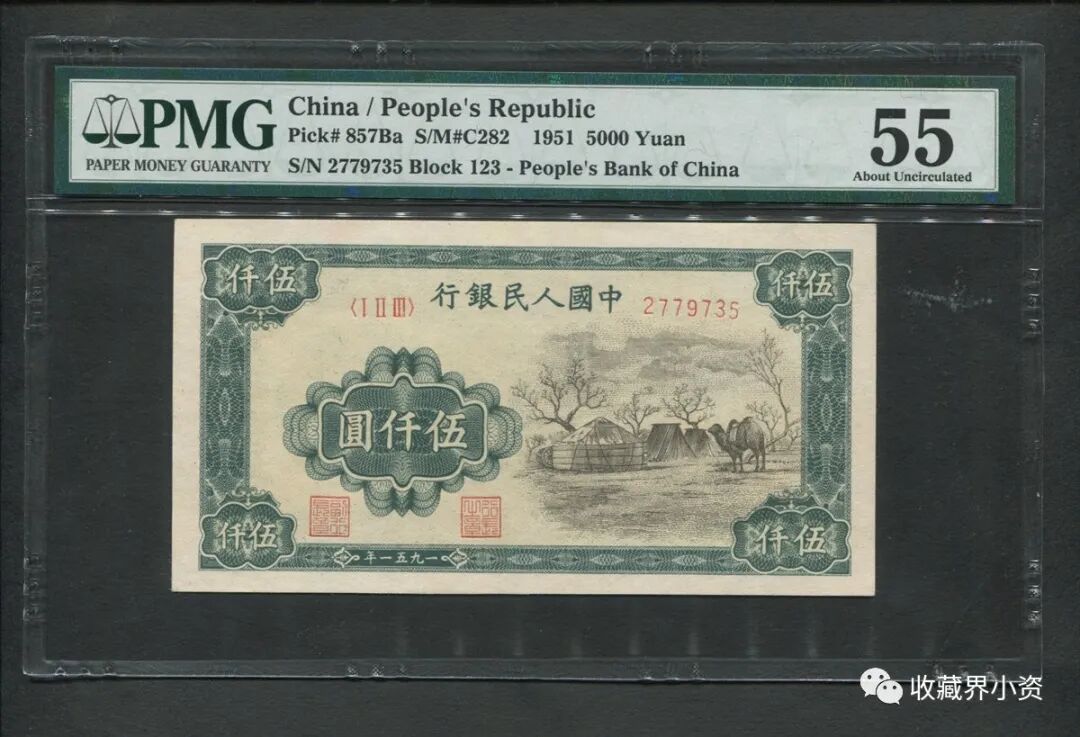 PMG
PAPER MONEY GUARANTY
China / People's Republic
Pick# 857Ba S/M#C282 1951 5000 Yuan
S/N 2779735 Block 123 - People's Bank of China
55
About Uncirculated
仟伍
仟伍
〈I II III〉
行銀民人國中
2779735
圓仟伍
仟伍
仟伍
年一五九一
收藏界小资